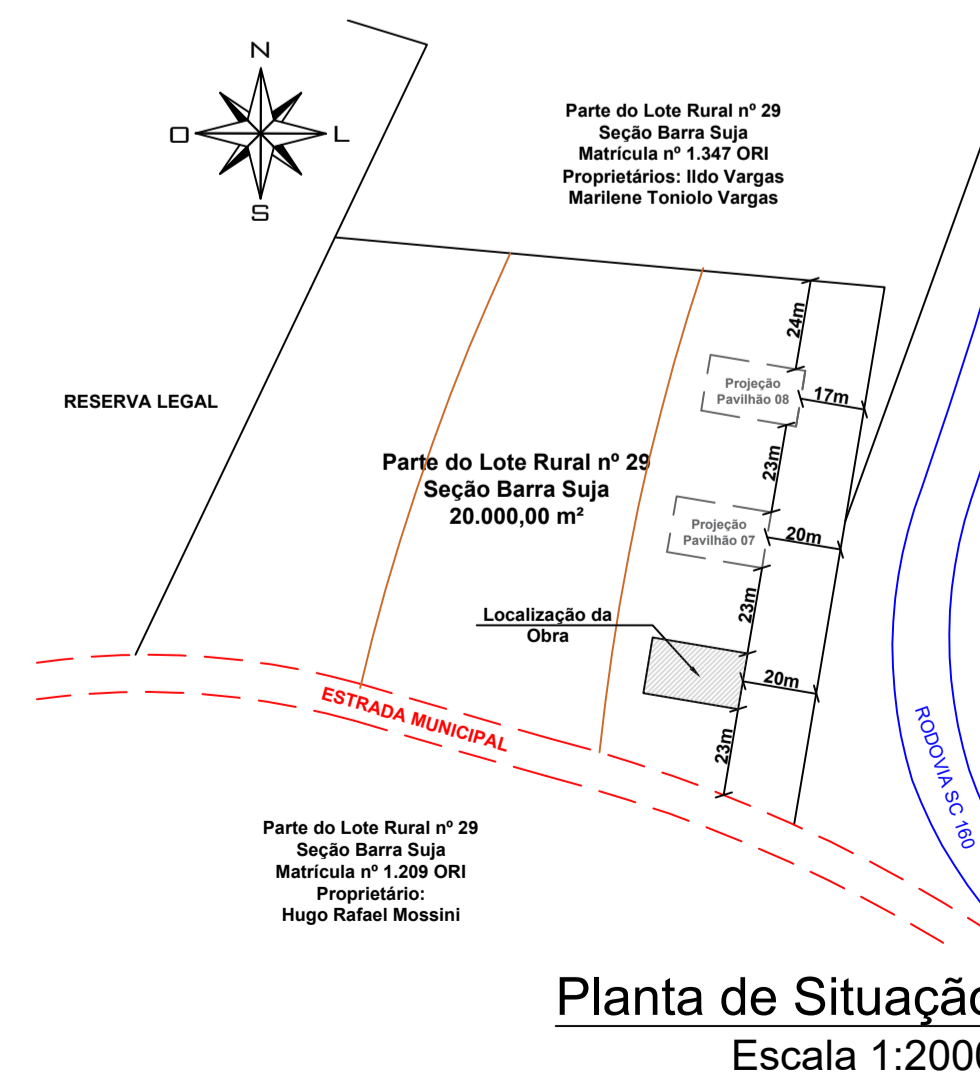 N
O
L
S
Parte do Lote Rural nº 29
Seção Barra Suja
Matrícula nº 1.347 ORI
Proprietários: Ildo Vargas
Marilene Toniolo Vargas
24m
Projeção
Pavilhão 08
17m
RESERVA LEGAL
23m
Parte do Lote Rural nº 29
Seção Barra Suja
20.000,00 m²
Projeção
Pavilhão 07
20m
23m
Localização da
Obra
20m
ESTRADA MUNICIPAL
23m
RODOVIA SC 160
Parte do Lote Rural nº 29
Seção Barra Suja
Matrícula nº 1.209 ORI
Proprietário:
Hugo Rafael Mossini
Planta de Situação
Escala 1:2000